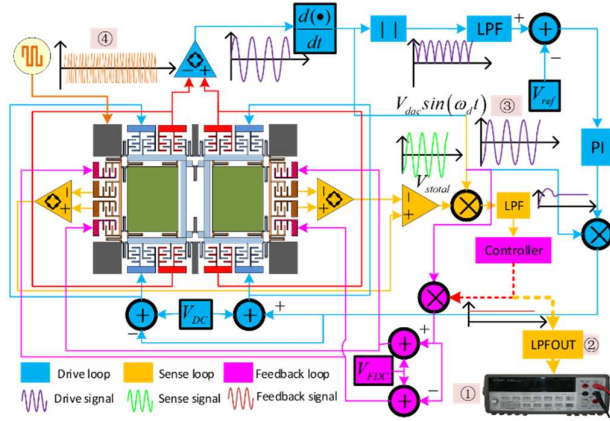 ④
d(•)
dt
| |
LPF
+
−
V_ref
− +
V_dac sin(ω_d t)
③
PI
V_stotal
−
+
LPF
−
+
−
+
Controller
V_DC
+
−
+
−
V_FDC
LPFOUT
②
①
Drive loop
Sense loop
Feedback loop
Drive signal
Sense signal
Feedback signal